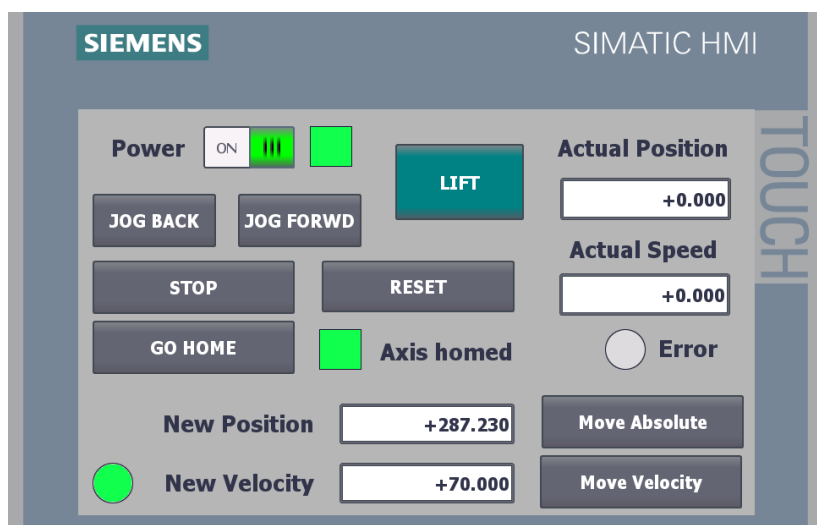 SIEMENS
SIMATIC HMI
TOUCH
Power
ON
LIFT
Actual Position
+0.000
JOG BACK
JOG FORWD
Actual Speed
+0.000
STOP
RESET
GO HOME
Axis homed
Error
New Position
+287.230
Move Absolute
New Velocity
+70.000
Move Velocity